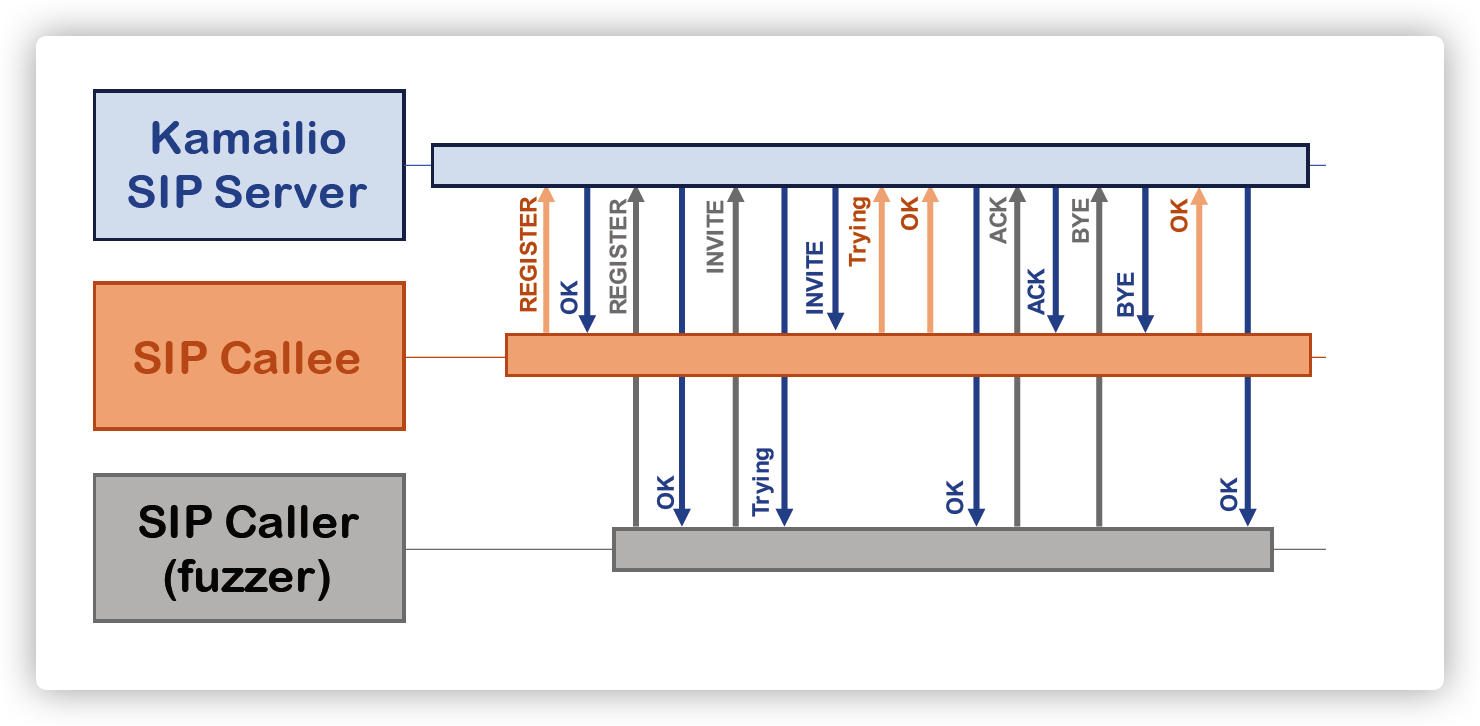 Kamailio
SIP Server
REGISTER
OK
REGISTER
OK
INVITE
Trying
INVITE
Trying
OK
OK
ACK
ACK
BYE
BYE
OK
OK
SIP Callee
SIP Caller
(fuzzer)